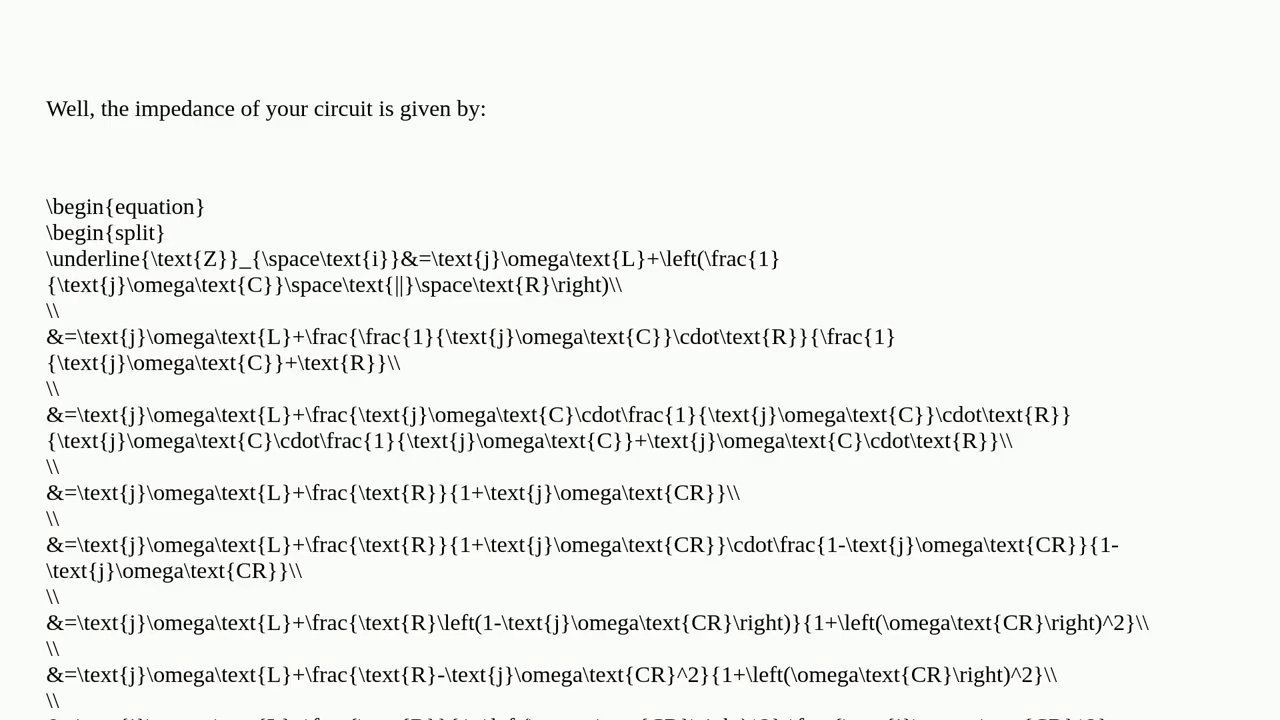 Well, the impedance of your circuit is given by:
\begin{equation}
\begin{split}
\underline{\text{Z}}_{\space\text{i}}&=\text{j}\omega\text{L}+\left(\frac{1}
{\text{j}\omega\text{C}}\space\text{||}\space\text{R}\right)\\
\\
&=\text{j}\omega\text{L}+\frac{\frac{1}{\text{j}\omega\text{C}}\cdot\text{R}}{\frac{1}
{\text{j}\omega\text{C}}+\text{R}}\\
\\
&=\text{j}\omega\text{L}+\frac{\text{j}\omega\text{C}\cdot\frac{1}{\text{j}\omega\text{C}}\cdot\text{R}}
{\text{j}\omega\text{C}\cdot\frac{1}{\text{j}\omega\text{C}}+\text{j}\omega\text{C}\cdot\text{R}}\\
\\
&=\text{j}\omega\text{L}+\frac{\text{R}}{1+\text{j}\omega\text{CR}}\\
\\
&=\text{j}\omega\text{L}+\frac{\text{R}}{1+\text{j}\omega\text{CR}}\cdot\frac{1-\text{j}\omega\text{CR}}{1-
\text{j}\omega\text{CR}}\\
\\
&=\text{j}\omega\text{L}+\frac{\text{R}\left(1-\text{j}\omega\text{CR}\right)}{1+\left(\omega\text{CR}\right)^2}\\
\\
&=\text{j}\omega\text{L}+\frac{\text{R}-\text{j}\omega\text{CR}^2}{1+\left(\omega\text{CR}\right)^2}\\
\\